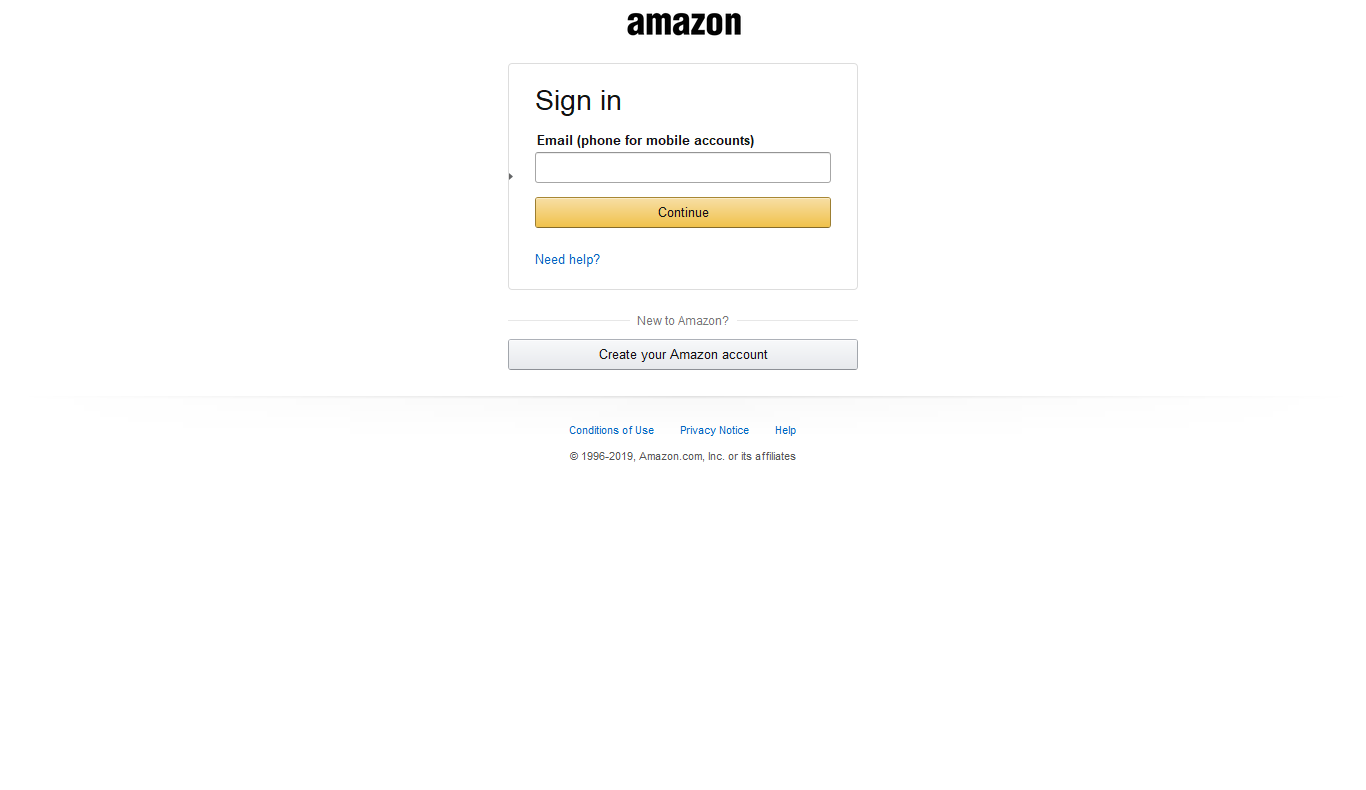 amazon
Sign in
Email (phone for mobile accounts)
Continue
Need help?
New to Amazon?
Create your Amazon account
Conditions of Use Privacy Notice Help
© 1996-2019, Amazon.com, Inc. or its affiliates